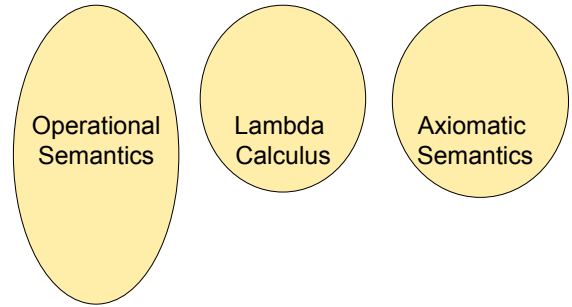 Operational
Semantics
Lambda
Calculus
Axiomatic
Semantics